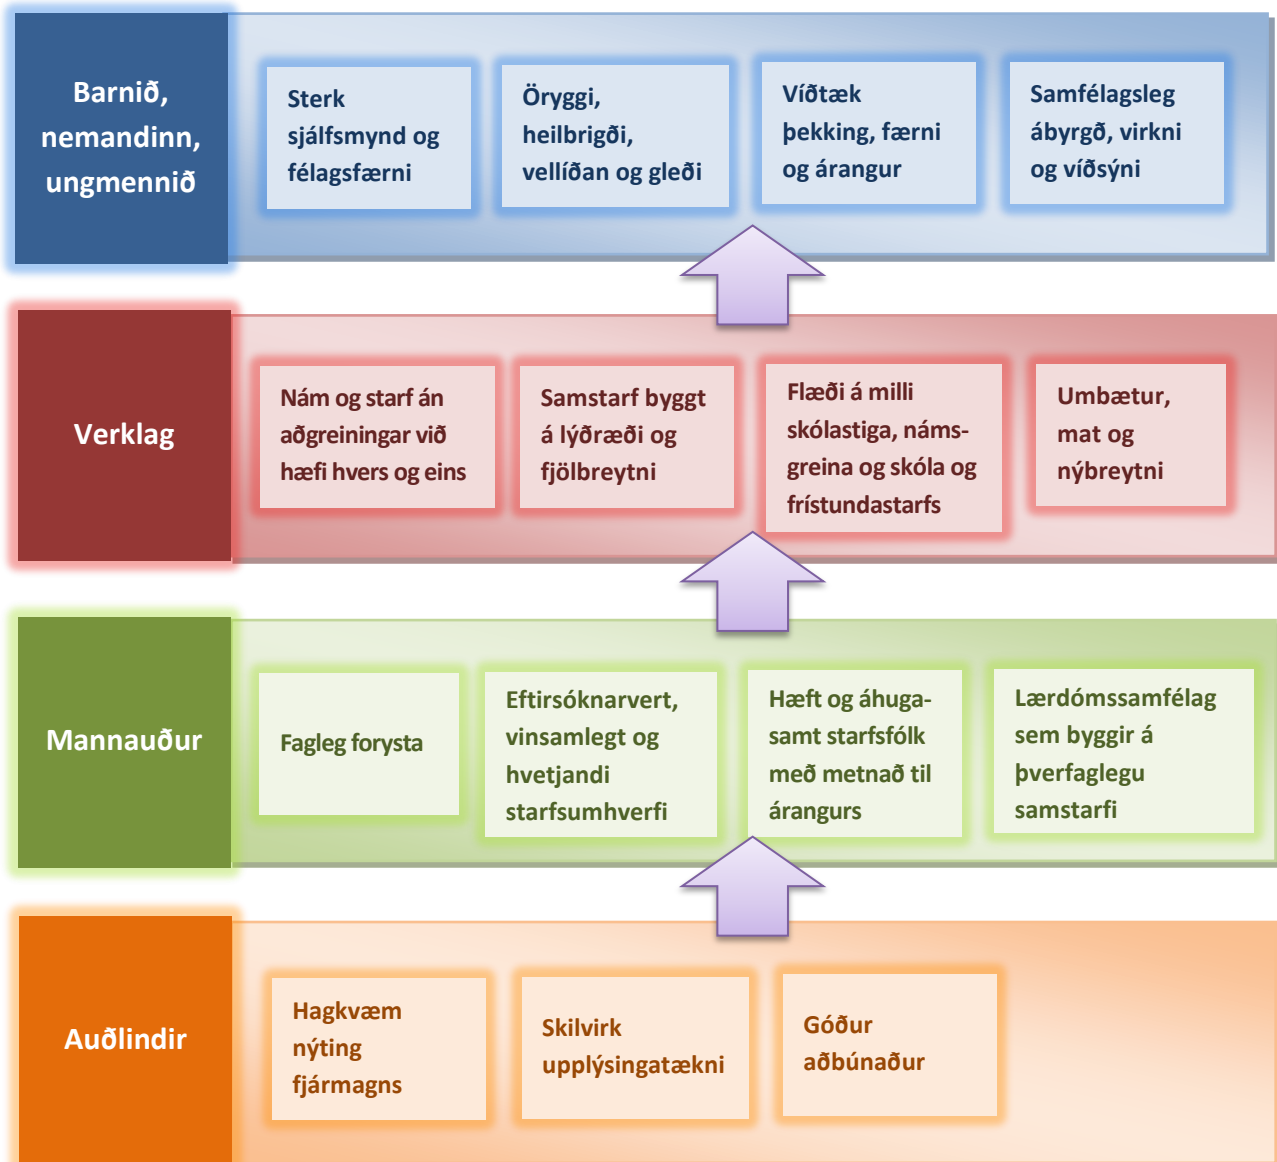 Barnið,
nemandinn,
ungmennið
Sterk
sjálfsmynd og
félagsfærni
Öryggi,
heilbrigði,
vellíðan og gleði
Víðtæk
þekking, færni
og árangur
Samfélagsleg
ábyrgð, virkni
og víðsýni
Verklag
Nám og starf án
aðgreiningar við
hæfi hvers og eins
Samstarf byggt
á lýðræði og
fjölbreytni
Flæði á milli
skólastiga, náms-
greina og skóla og
frístundastarfs
Umbætur,
mat og
nýbreytni
Mannauður
Fagleg forysta
Eftirsóknarvert,
vinsamlegt og
hvetjandi
starfsumhverfi
Hæft og áhuga-
samt starfsfólk
með metnað til
árangurs
Lærdómssamfélag
sem byggir á
þverfaglegu
samstarfi
Auðlindir
Hagkvæm
nýting
fjármagns
Skilvirk
upplýsingatækni
Góður
aðbúnaður